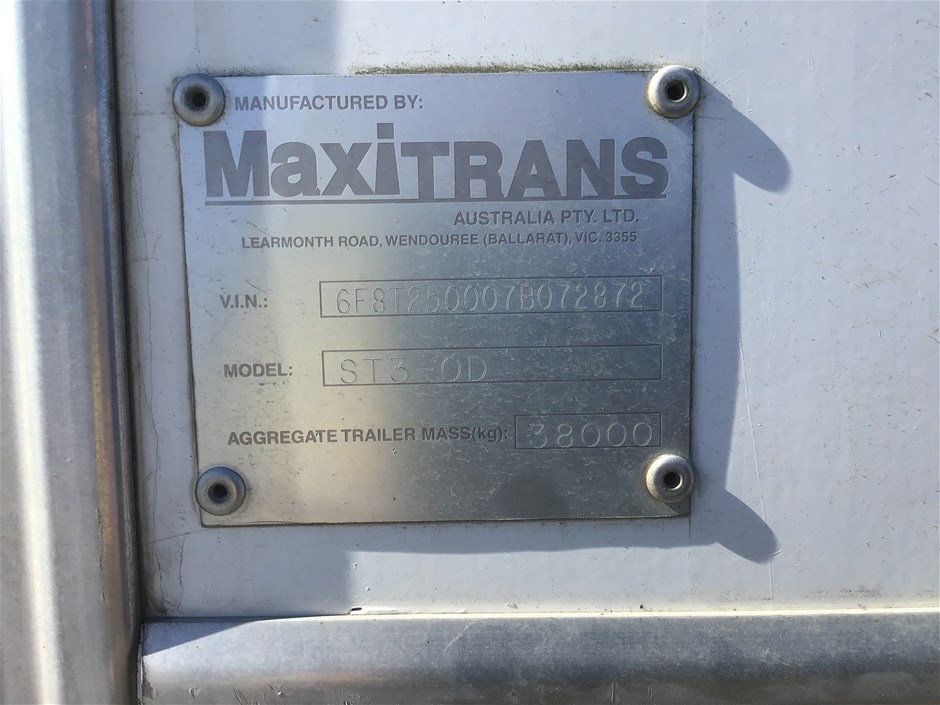 MANUFACTURED BY:
MaxiTRANS
AUSTRALIA PTY. LTD.
LEARMONTH ROAD, WENDOUREE (BALLARAT), VIC. 3355
V.I.N.: 6F8T250007B072872
MODEL: ST3-OD
AGGREGATE TRAILER MASS(kg): 38000